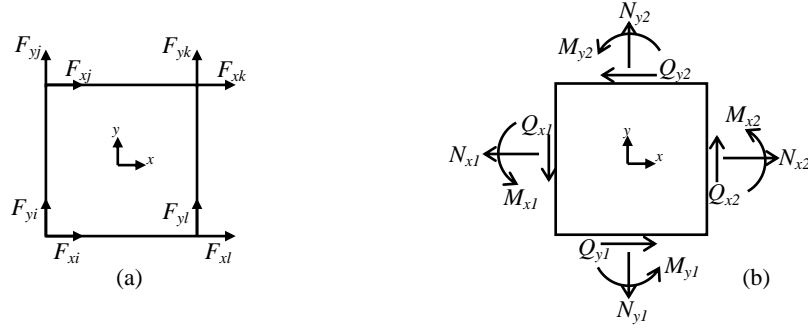 F_yj
F_xj
F_yk
F_xk
y
x
F_yi
F_xi
F_yl
F_xl
(a)
N_y2
M_y2
Q_y2
Q_x1
N_x1
M_x1
y
x
M_x2
N_x2
Q_x2
Q_y1
M_y1
N_y1
(b)